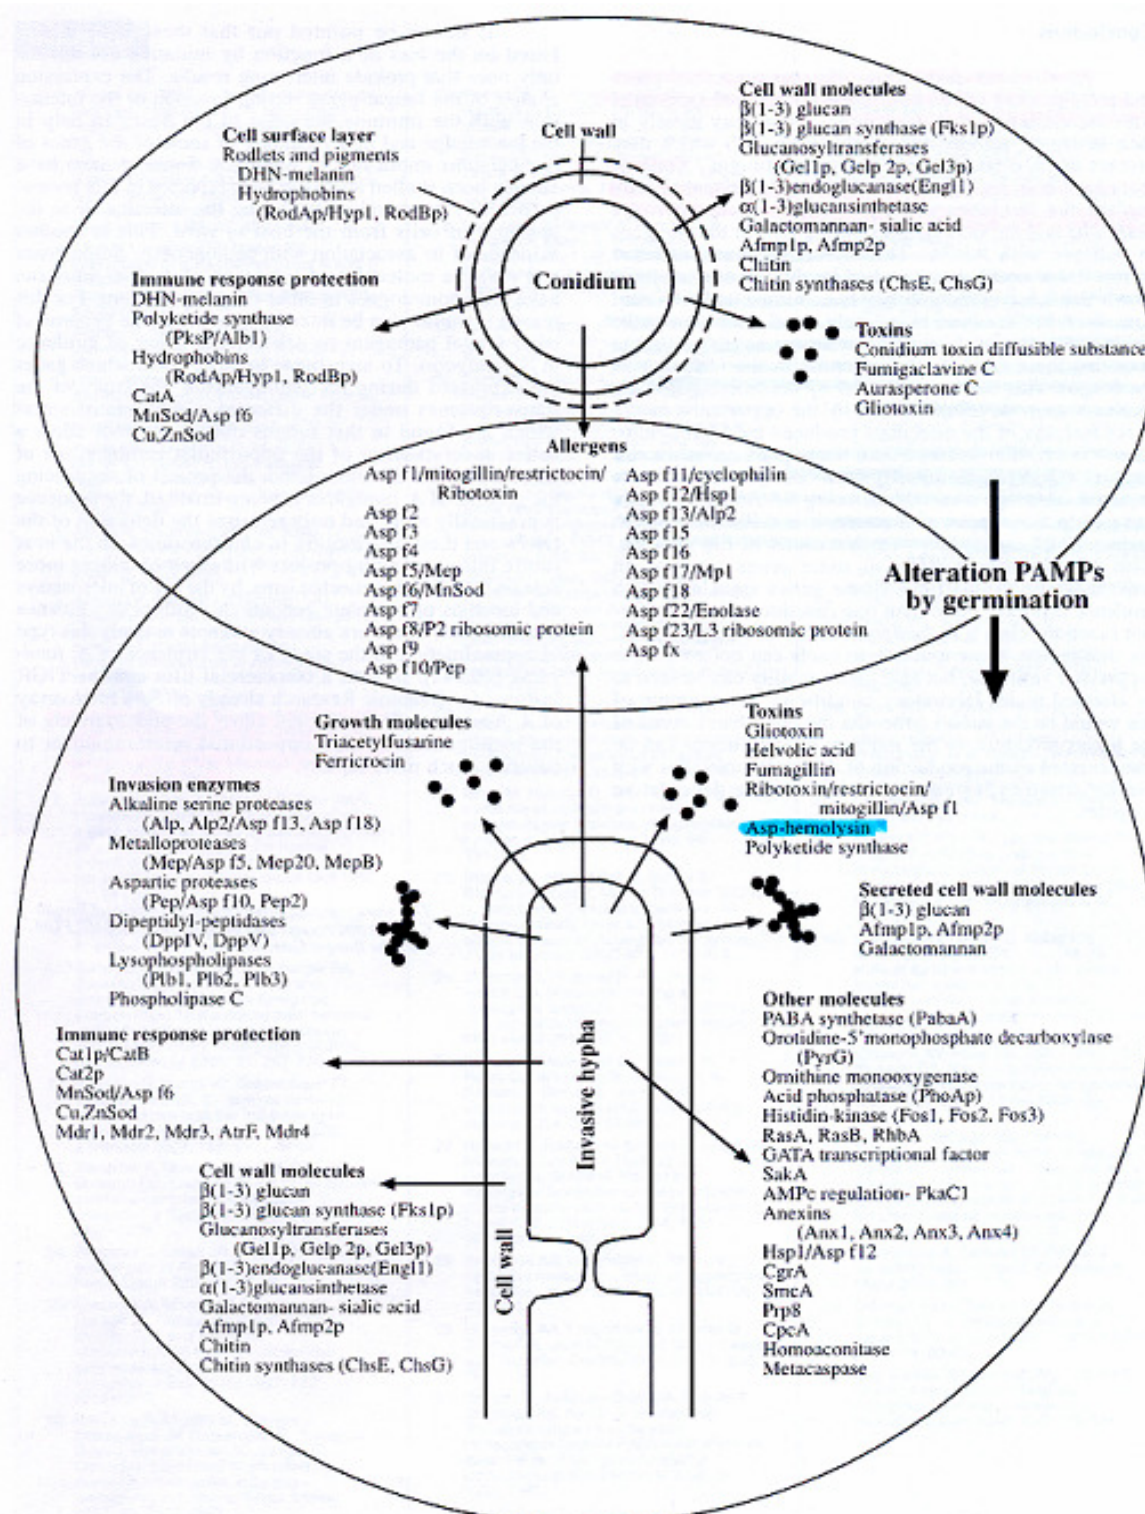 Cell surface layer
Rodlets and pigments
DHN-melanin
Hydrophobins
(RodAp/Hyp1, RodBp)
Cell wall
Cell wall molecules
β(1-3) glucan
β(1-3) glucan synthase (Fks1p)
Glucanosyltransferases
(Gel1p, Gelp 2p, Gel3p)
β(1-3)endoglucanase(Engl1)
α(1-3)glucansinthetase
Galactomannan- sialic acid
Afmp1p, Afmp2p
Chitin
Chitin synthases (ChsE, ChsG)
Conidium
Immune response protection
DHN-melanin
Polyketide synthase
(PksP/Alb1)
Hydrophobins
(RodAp/Hyp1, RodBp)
CatA
MnSod/Asp f6
Cu,ZnSod
Toxins
Conidium toxin diffusible substance
Fumigaclavine C
Aurasperone C
Gliotoxin
Allergens
Asp f1/mitogillin/restrictocin/
Ribotoxin
Asp f2
Asp f3
Asp f4
Asp f5/Mep
Asp f6/MnSod
Asp f7
Asp f8/P2 ribosomic protein
Asp f9
Asp f10/Pep
Asp f11/cyclophilin
Asp f12/Hsp1
Asp f13/Alp2
Asp f15
Asp f16
Asp f17/Mp1
Asp f18
Asp f22/Enolase
Asp f23/L3 ribosomic protein
Asp fx
Alteration PAMPs
by germination
Growth molecules
Triacetylfusarine
Ferricrocin
Toxins
Gliotoxin
Helvolic acid
Fumagillin
Ribotoxin/restrictocin/
mitogillin/Asp f1
Asp-hemolysin
Polyketide synthase
Invasion enzymes
Alkaline serine proteases
(Alp, Alp2/Asp f13, Asp f18)
Metalloproteases
(Mep/Asp f5, Mep20, MepB)
Aspartic proteases
(Pep/Asp f10, Pep2)
Dipeptidyl-peptidases
(DppIV, DppV)
Lysophospholipases
(Plb1, Plb2, Plb3)
Phospholipase C
Secreted cell wall molecules
β(1-3) glucan
Afmp1p, Afmp2p
Galactomannan
Immune response protection
Cat1p/CatB
Cat2p
MnSod/Asp f6
Cu,ZnSod
Mdr1, Mdr2, Mdr3, AtrF, Mdr4
Other molecules
PABA synthetase (PabaA)
Orotidine-5'monophosphate decarboxylase
(PyrG)
Ornithine monooxygenase
Acid phosphatase (PhoAp)
Histidin-kinase (Fos1, Fos2, Fos3)
RasA, RasB, RhbA
GATA transcriptional factor
SakA
AMPc regulation- PkaC1
Anexins
(Anx1, Anx2, Anx3, Anx4)
Hsp1/Asp f12
CgrA
SmcA
Prp8
CpcA
Homoaconitase
Metacaspase
Invasive hypha
Cell wall
Cell wall molecules
β(1-3) glucan
β(1-3) glucan synthase (Fks1p)
Glucanosyltransferases
(Gel1p, Gelp 2p, Gel3p)
β(1-3)endoglucanase(Engl1)
α(1-3)glucansinthetase
Galactomannan- sialic acid
Afmp1p, Afmp2p
Chitin
Chitin synthases (ChsE, ChsG)